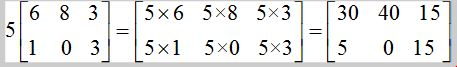 5[6 8 3] = [5×6 5×8 5×3] = [30 40 15]
[1 0 3] [5×1 5×0 5×3] [5 0 15]